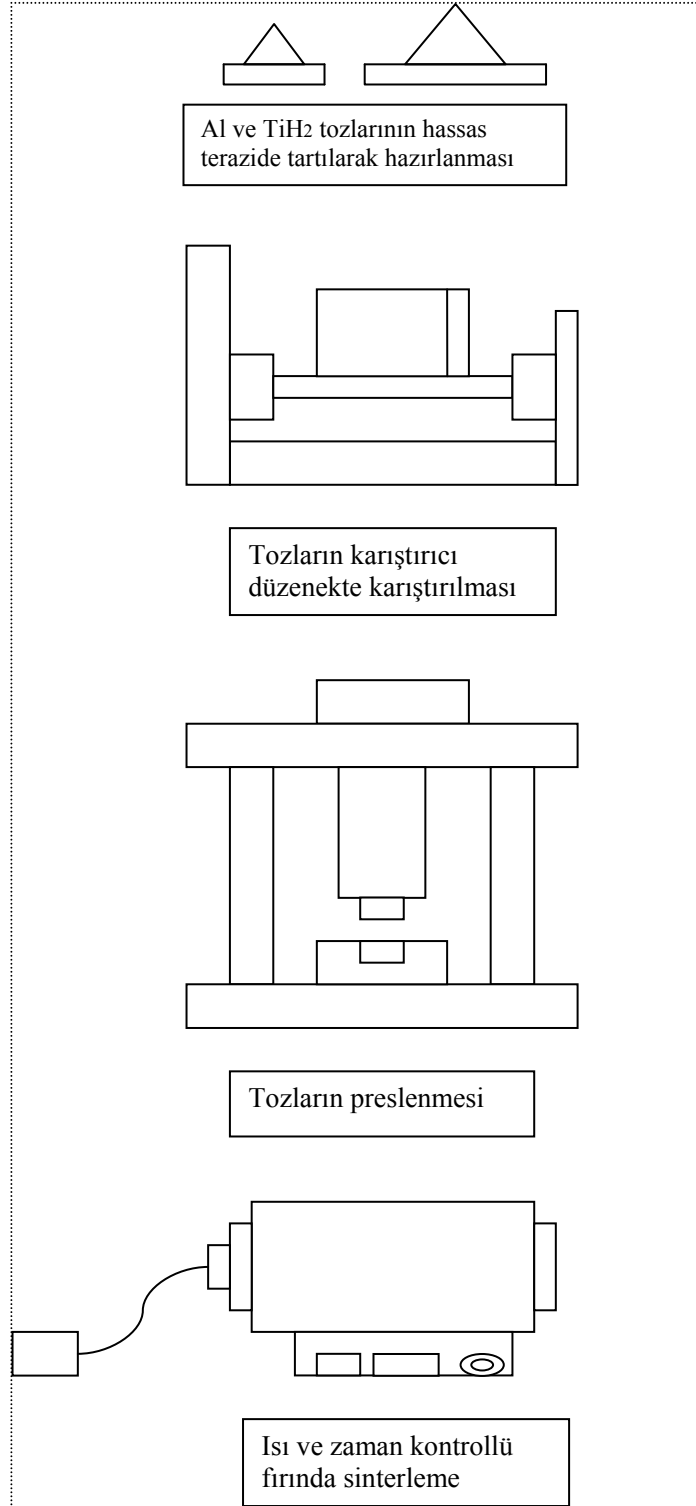 Al ve TiH2 tozlarının hassas
terazide tartılarak hazırlanması
Tozların karıştırıcı
düzenekte karıştırılması
Tozların preslenmesi
Isı ve zaman kontrollü
fırında sinterleme